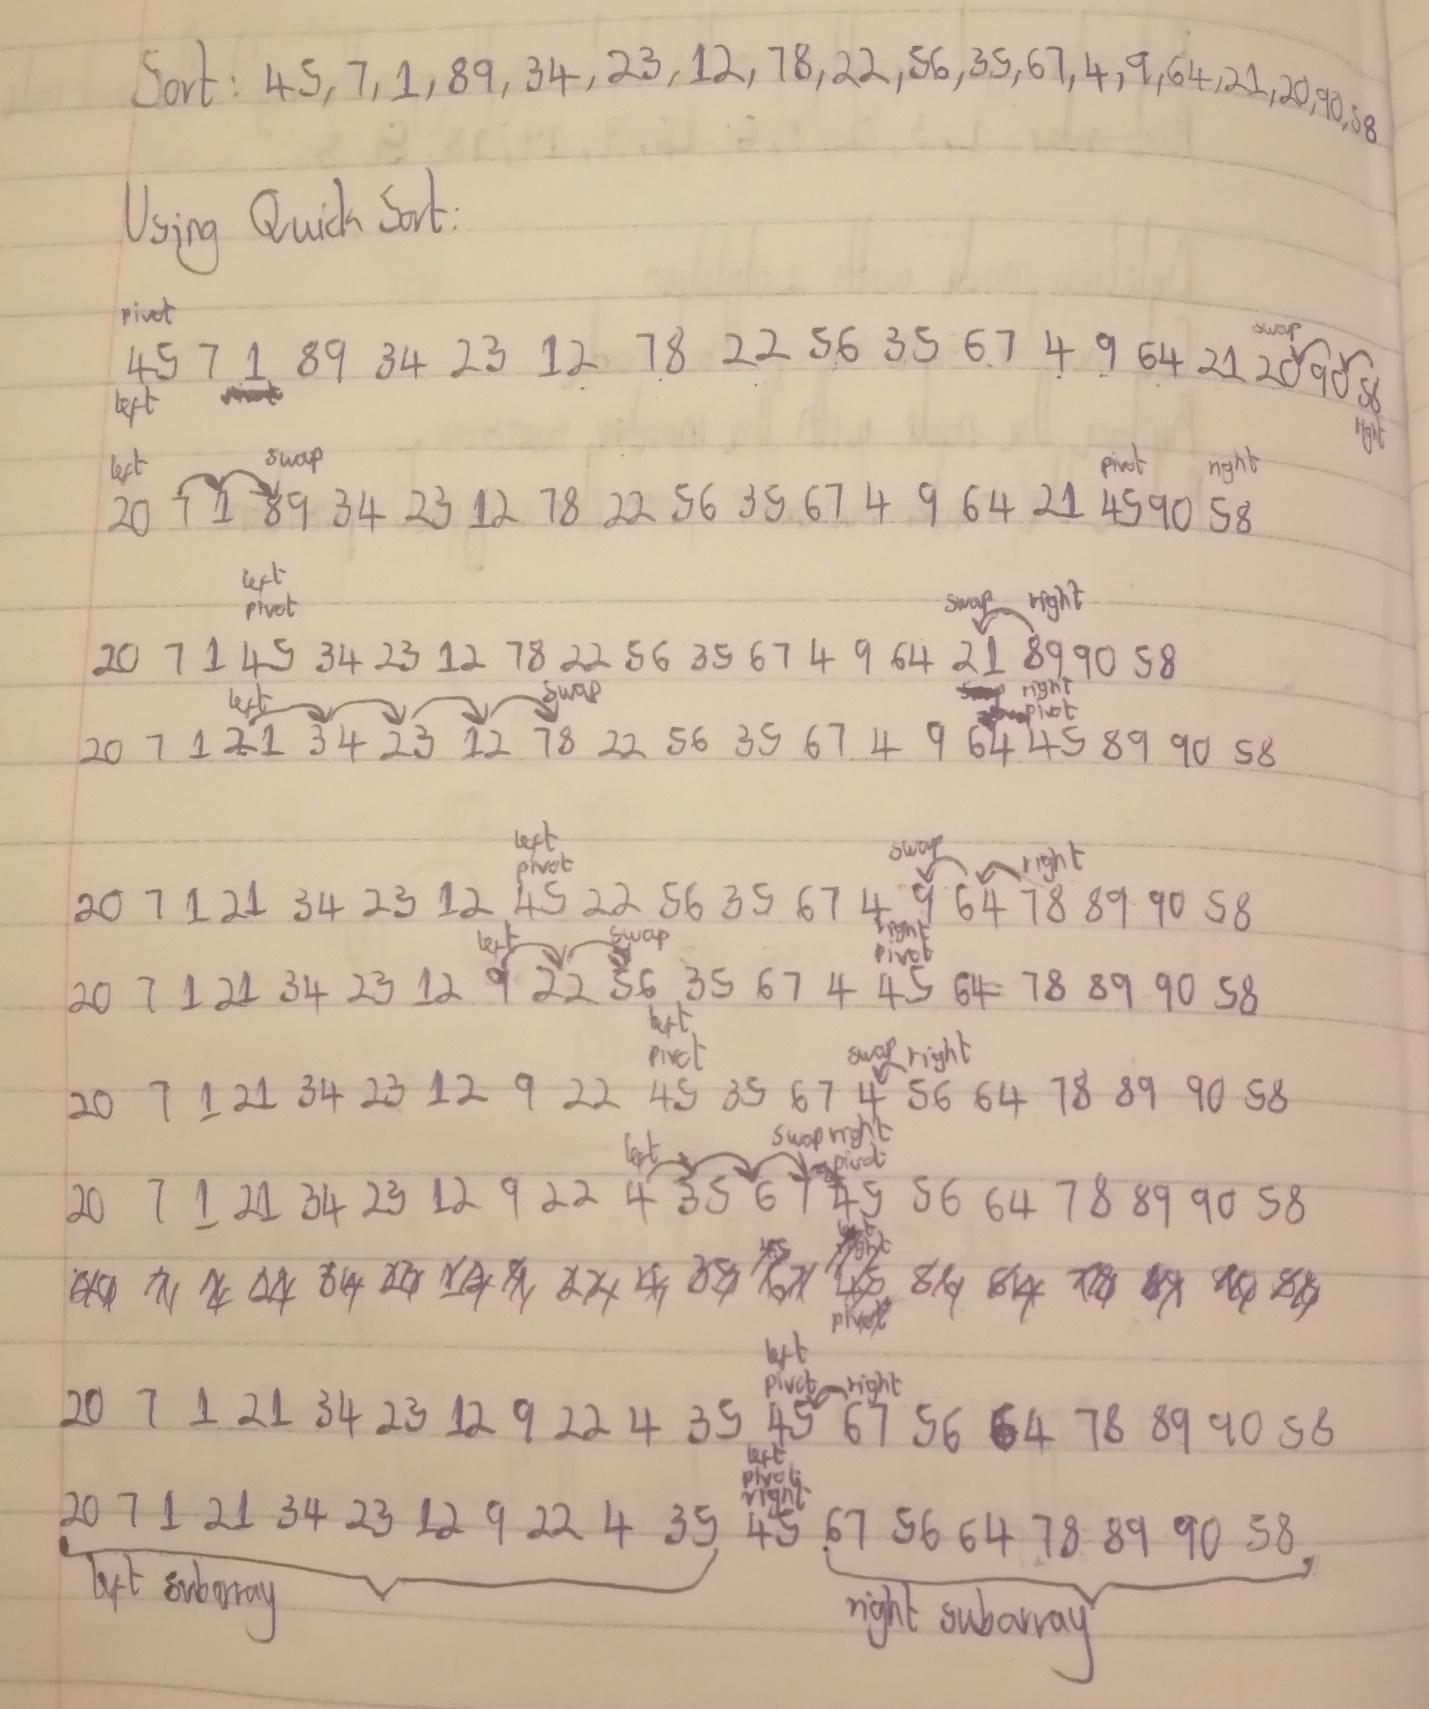 Sort: 45, 7, 1, 89, 34, 23, 12, 78, 22, 56, 35, 67, 4, 9, 64, 21, 20, 90, 58
Using Quick Sort:
pivot swap
45 7 1 89 34 23 12 78 22 56 35 67 4 9 64 21 20 90 58
left right
left swap pivot right
20 7 1 89 34 23 12 78 22 56 35 67 4 9 64 21 45 90 58
left
pivot swap right
20 7 1 45 34 23 12 78 22 56 35 67 4 9 64 21 89 90 58
left swap right
pivot
20 7 1 21 34 23 12 78 22 56 35 67 4 9 64 45 89 90 58
left
pivot swap right
20 7 1 21 34 23 12 45 22 56 35 67 4 9 64 78 89 90 58
left swap right
pivot
20 7 1 21 34 23 12 9 22 56 35 67 4 45 64 78 89 90 58
left
pivot swap right
20 7 1 21 34 23 12 9 22 45 35 67 4 56 64 78 89 90 58
left swap right
pivot
20 7 1 21 34 23 12 9 22 4 35 67 45 56 64 78 89 90 58
pivot
left
pivot right
20 7 1 21 34 23 12 9 22 4 35 45 67 56 64 78 89 90 58
left
pivot
right
20 7 1 21 34 23 12 9 22 4 35 45 67 56 64 78 89 90 58
left subarray right subarray